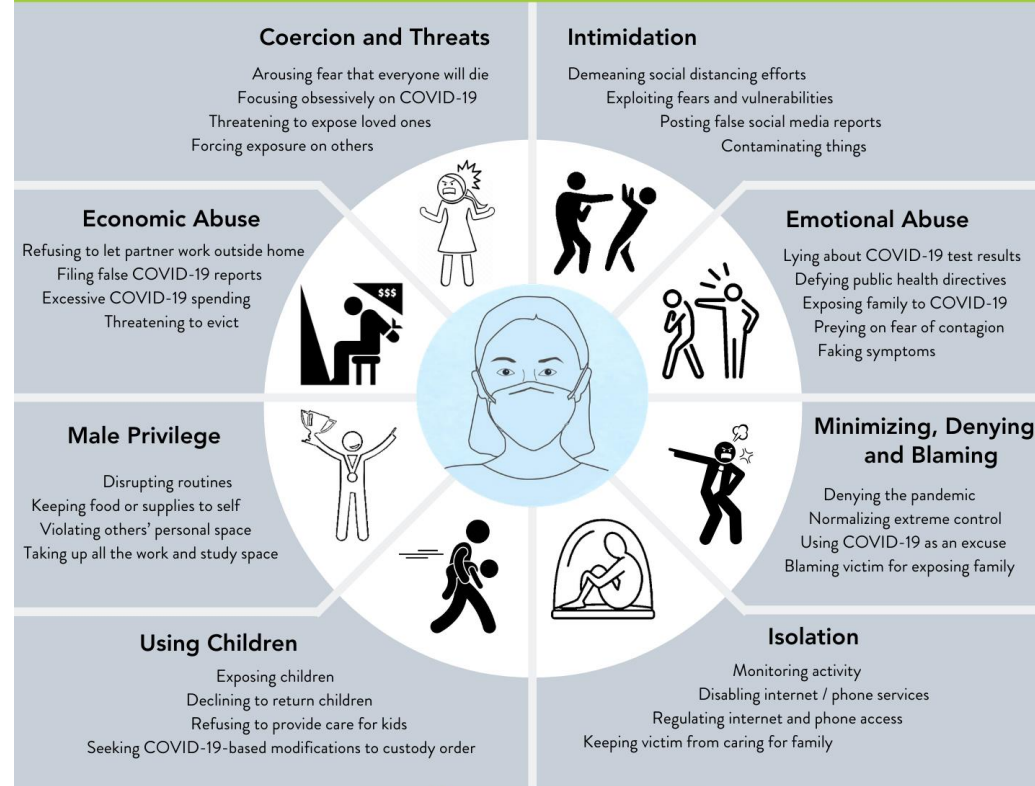 Coercion and Threats
Arousing fear that everyone will die
Focusing obsessively on COVID-19
Threatening to expose loved ones
Forcing exposure on others
Intimidation
Demeaning social distancing efforts
Exploiting fears and vulnerabilities
Posting false social media reports
Contaminating things
Economic Abuse
Refusing to let partner work outside home
Filing false COVID-19 reports
Excessive COVID-19 spending
Threatening to evict
$$$
Emotional Abuse
Lying about COVID-19 test results
Defying public health directives
Exposing family to COVID-19
Preying on fear of contagion
Faking symptoms
Male Privilege
Disrupting routines
Keeping food or supplies to self
Violating others' personal space
Taking up all the work and study space
Minimizing, Denying
and Blaming
Denying the pandemic
Normalizing extreme control
Using COVID-19 as an excuse
Blaming victim for exposing family
Using Children
Exposing children
Declining to return children
Refusing to provide care for kids
Seeking COVID-19-based modifications to custody order
Isolation
Monitoring activity
Disabling internet / phone services
Regulating internet and phone access
Keeping victim from caring for family